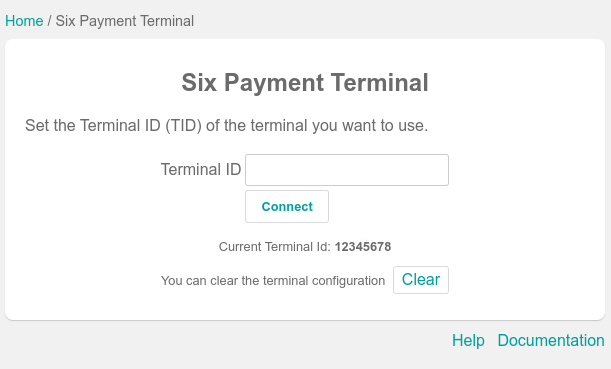 Home / Six Payment Terminal
Six Payment Terminal
Set the Terminal ID (TID) of the terminal you want to use.
Terminal ID
Connect
Current Terminal Id: 12345678
You can clear the terminal configuration Clear
Help Documentation